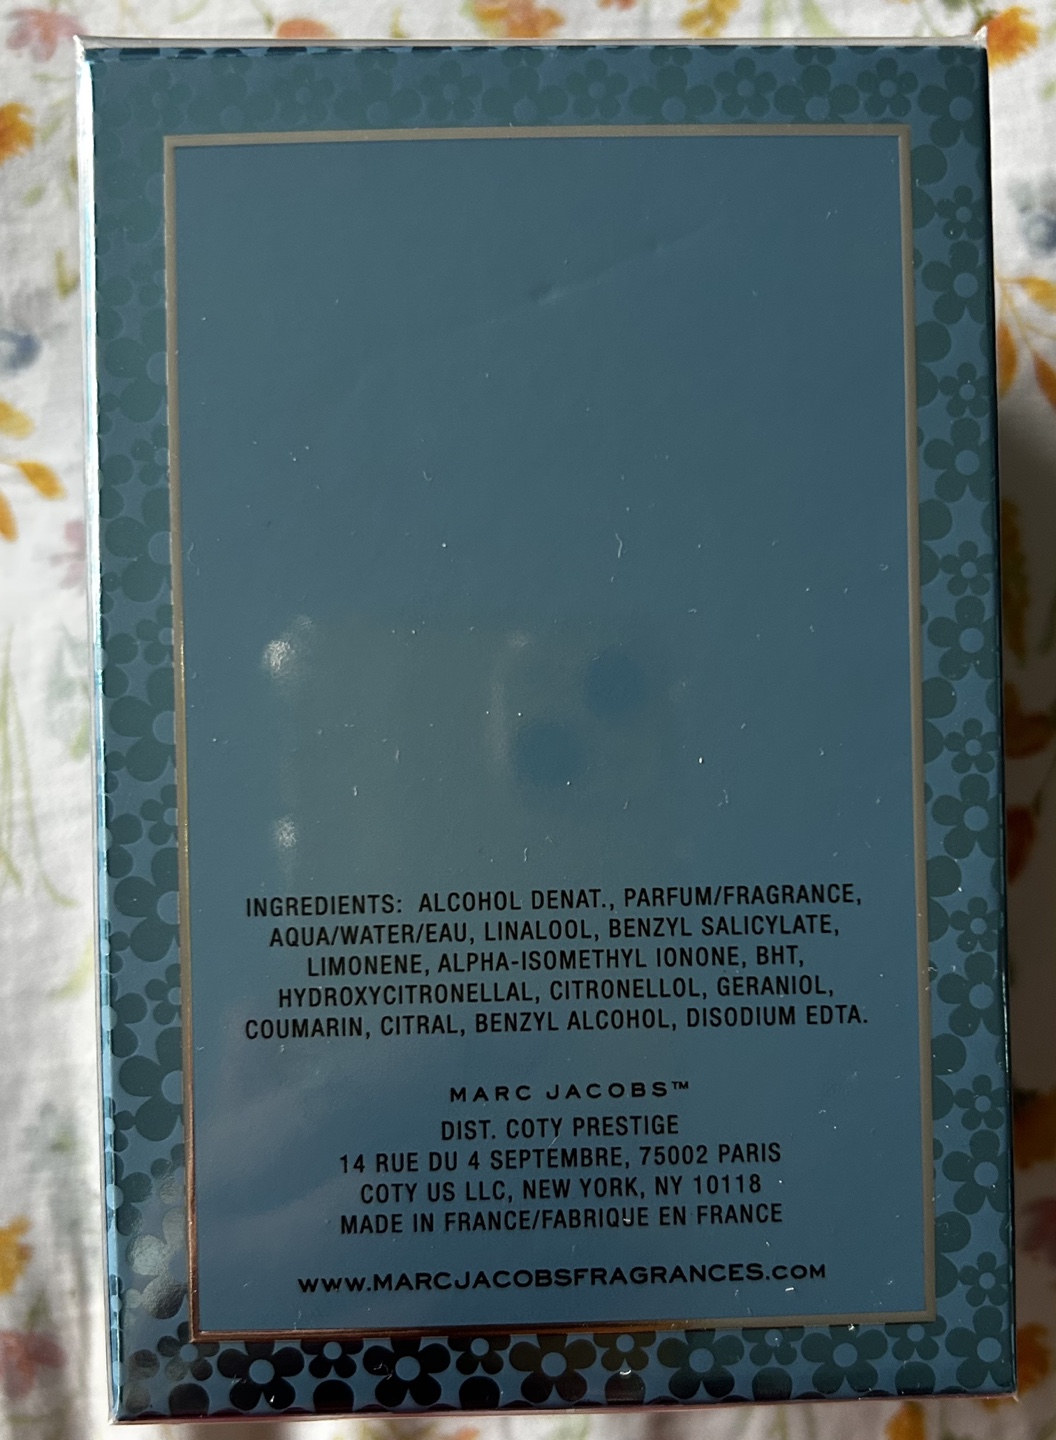 INGREDIENTS: ALCOHOL DENAT., PARFUM/FRAGRANCE,
AQUA/WATER/EAU, LINALOOL, BENZYL SALICYLATE,
LIMONENE, ALPHA-ISOMETHYL IONONE, BHT,
HYDROXYCITRONELLAL, CITRONELLOL, GERANIOL,
COUMARIN, CITRAL, BENZYL ALCOHOL, DISODIUM EDTA.
MARC JACOBS™
DIST. COTY PRESTIGE
14 RUE DU 4 SEPTEMBRE, 75002 PARIS
COTY US LLC, NEW YORK, NY 10118
MADE IN FRANCE/FABRIQUE EN FRANCE
WWW.MARCJACOBSFRAGRANCES.COM